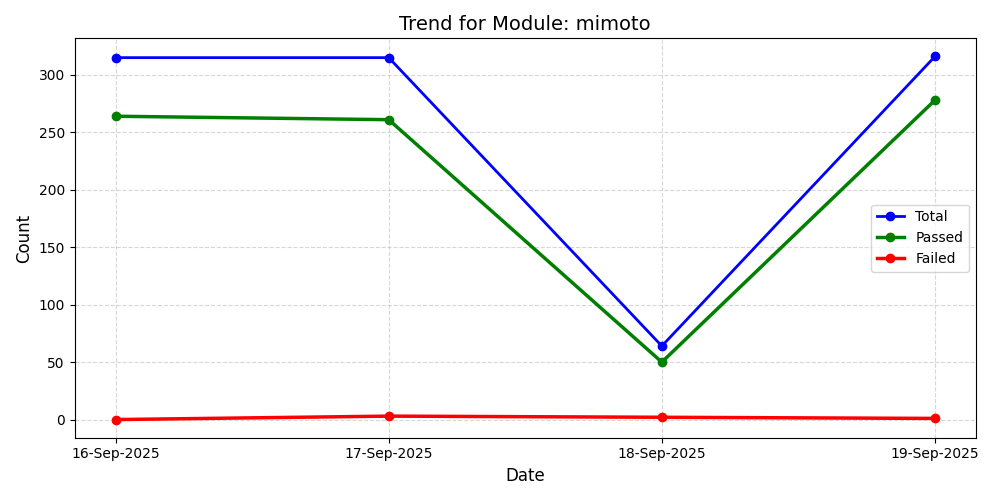 Trend for Module: mimoto
Count
300
250
200
150
100
50
0
Total
Passed
Failed
16-Sep-2025
17-Sep-2025
18-Sep-2025
19-Sep-2025
Date